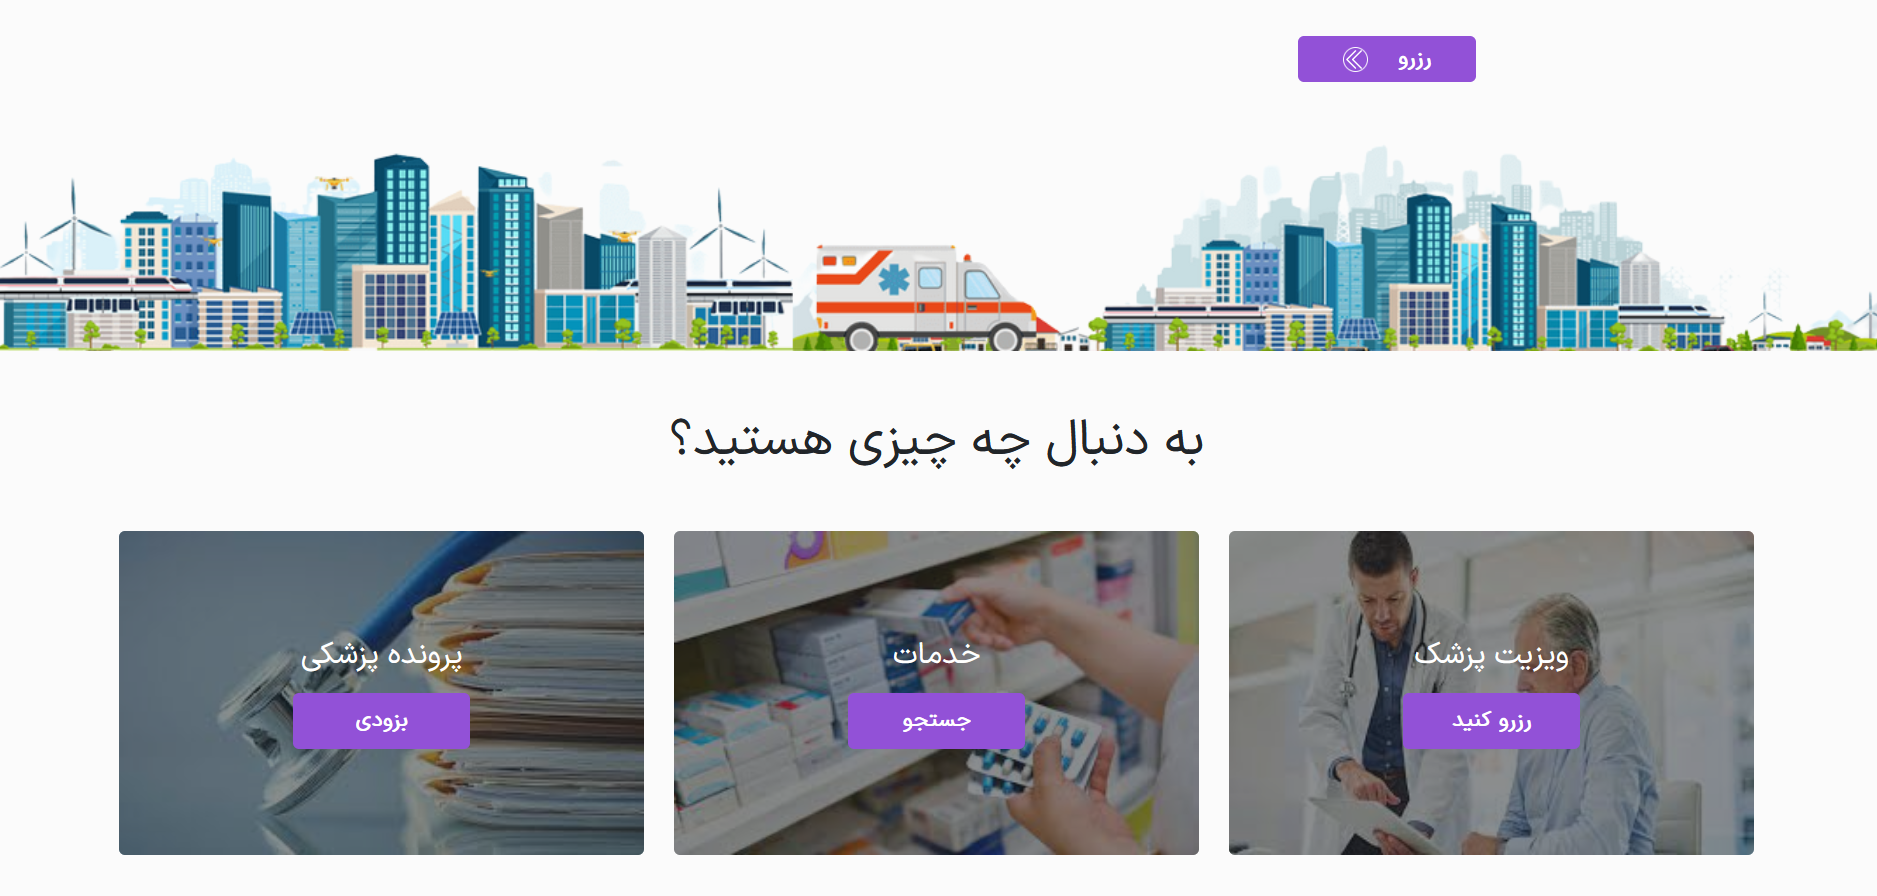 رزرو
به دنبال چه چیزی هستید؟
ویزیت پزشک
رزرو کنید
خدمات
جستجو
پرونده پزشکی
بزودی